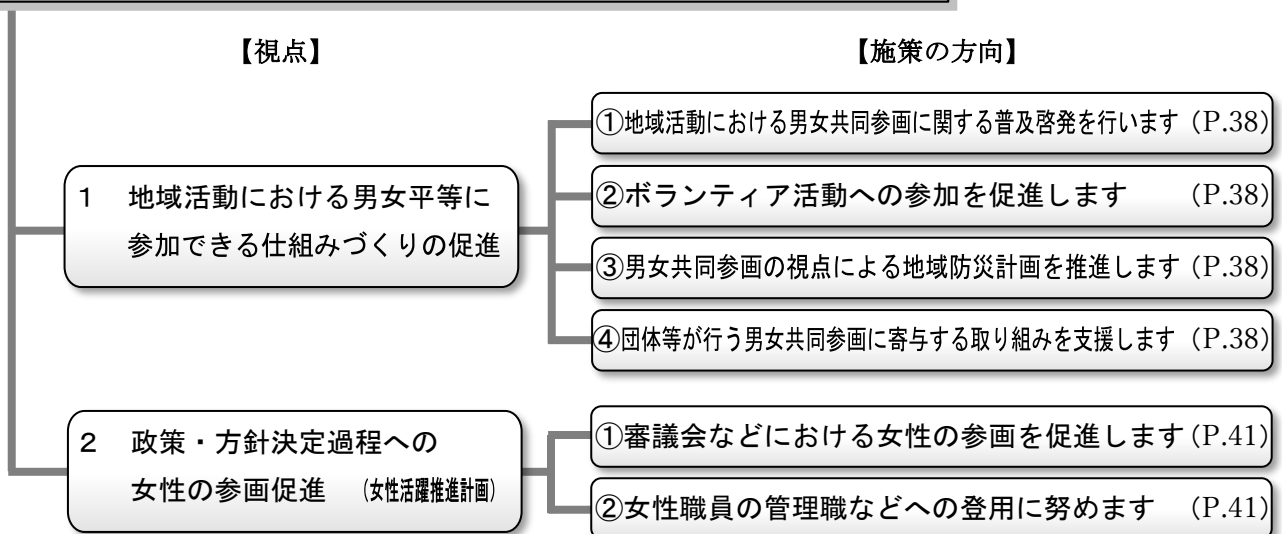 【視点】
【施策の方向】
1 地域活動における男女平等に
参加できる仕組みづくりの促進
①地域活動における男女共同参画に関する普及啓発を行います (P.38)
②ボランティア活動への参加を促進します (P.38)
③男女共同参画の視点による地域防災計画を推進します (P.38)
④団体等が行う男女共同参画に寄与する取り組みを支援します (P.38)
2 政策・方針決定過程への
女性の参画促進 (女性活躍推進計画)
①審議会などにおける女性の参画を促進します (P.41)
②女性職員の管理職などへの登用に努めます (P.41)